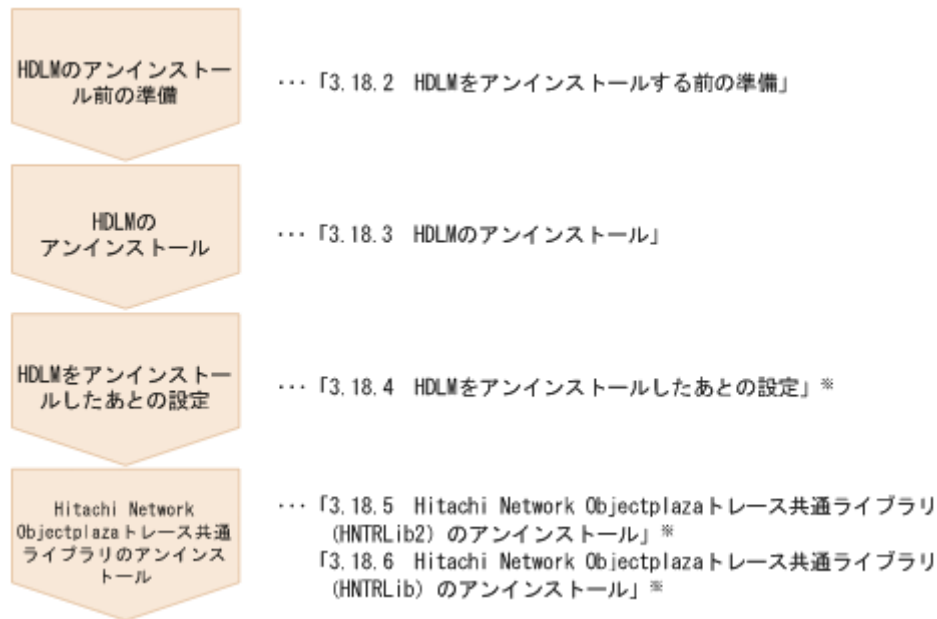 HDLMのアンインストー
ル前の準備
･･･「3.18.2 HDLMをアンインストールする前の準備」
HDLMの
アンインストール
･･･「3.18.3 HDLMのアンインストール」
HDLMをアンインストー
ルしたあとの設定
･･･「3.18.4 HDLMをアンインストールしたあとの設定」※
Hitachi Network
Objectplazaトレース共通
ライブラリのアンインス
トール
･･･「3.18.5 Hitachi Network Objectplazaトレース共通ライブラリ
(HNTRLib2) のアンインストール」※
「3.18.6 Hitachi Network Objectplazaトレース共通ライブラリ
(HNTRLib) のアンインストール」※